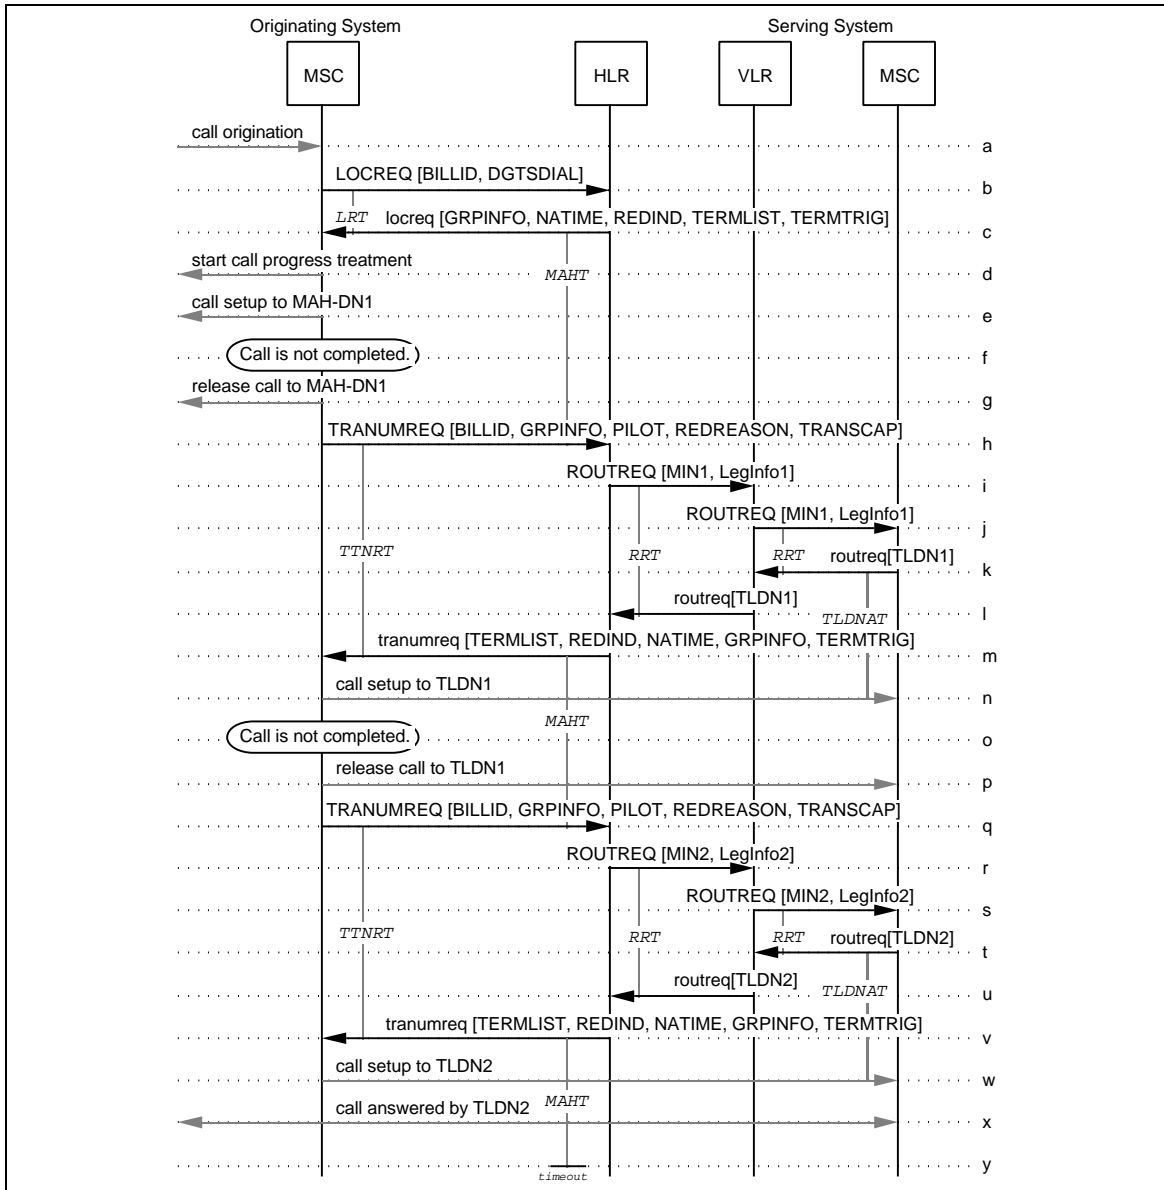 Originating System Serving System
MSC HLR VLR MSC
call origination a
LOCREQ [BILLID, DGTSDIAL] b
LRT locreq [GRPINFO, NATIME, REDIND, TERMLIST, TERMTRIG] c
start call progress treatment MAHT d
call setup to MAH-DN1 e
Call is not completed. f
release call to MAH-DN1 g
TRANUMREQ [BILLID, GRPINFO, PILOT, REDREASON, TRANSCAP] h
ROUTREQ [MIN1, LegInfo1] i
ROUTREQ [MIN1, LegInfo1] j
TTNRT RRT RRT routreq[TLDN1] k
routreq[TLDN1] TLDNAT l
tranumreq [TERMLIST, REDIND, NATIME, GRPINFO, TERMTRIG] m
call setup to TLDN1 n
Call is not completed. MAHT o
release call to TLDN1 p
TRANUMREQ [BILLID, GRPINFO, PILOT, REDREASON, TRANSCAP] q
ROUTREQ [MIN2, LegInfo2] r
ROUTREQ [MIN2, LegInfo2] s
TTNRT RRT RRT routreq[TLDN2] t
routreq[TLDN2] TLDNAT u
tranumreq [TERMLIST, REDIND, NATIME, GRPINFO, TERMTRIG] v
call setup to TLDN2 w
call answered by TLDN2 MAHT x
timeout y